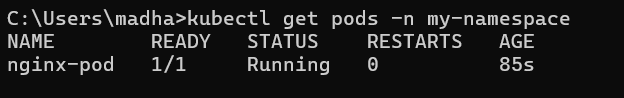 C:\Users\madha>kubectl get pods -n my-namespace
NAME        READY   STATUS    RESTARTS   AGE
nginx-pod   1/1     Running   0          85s